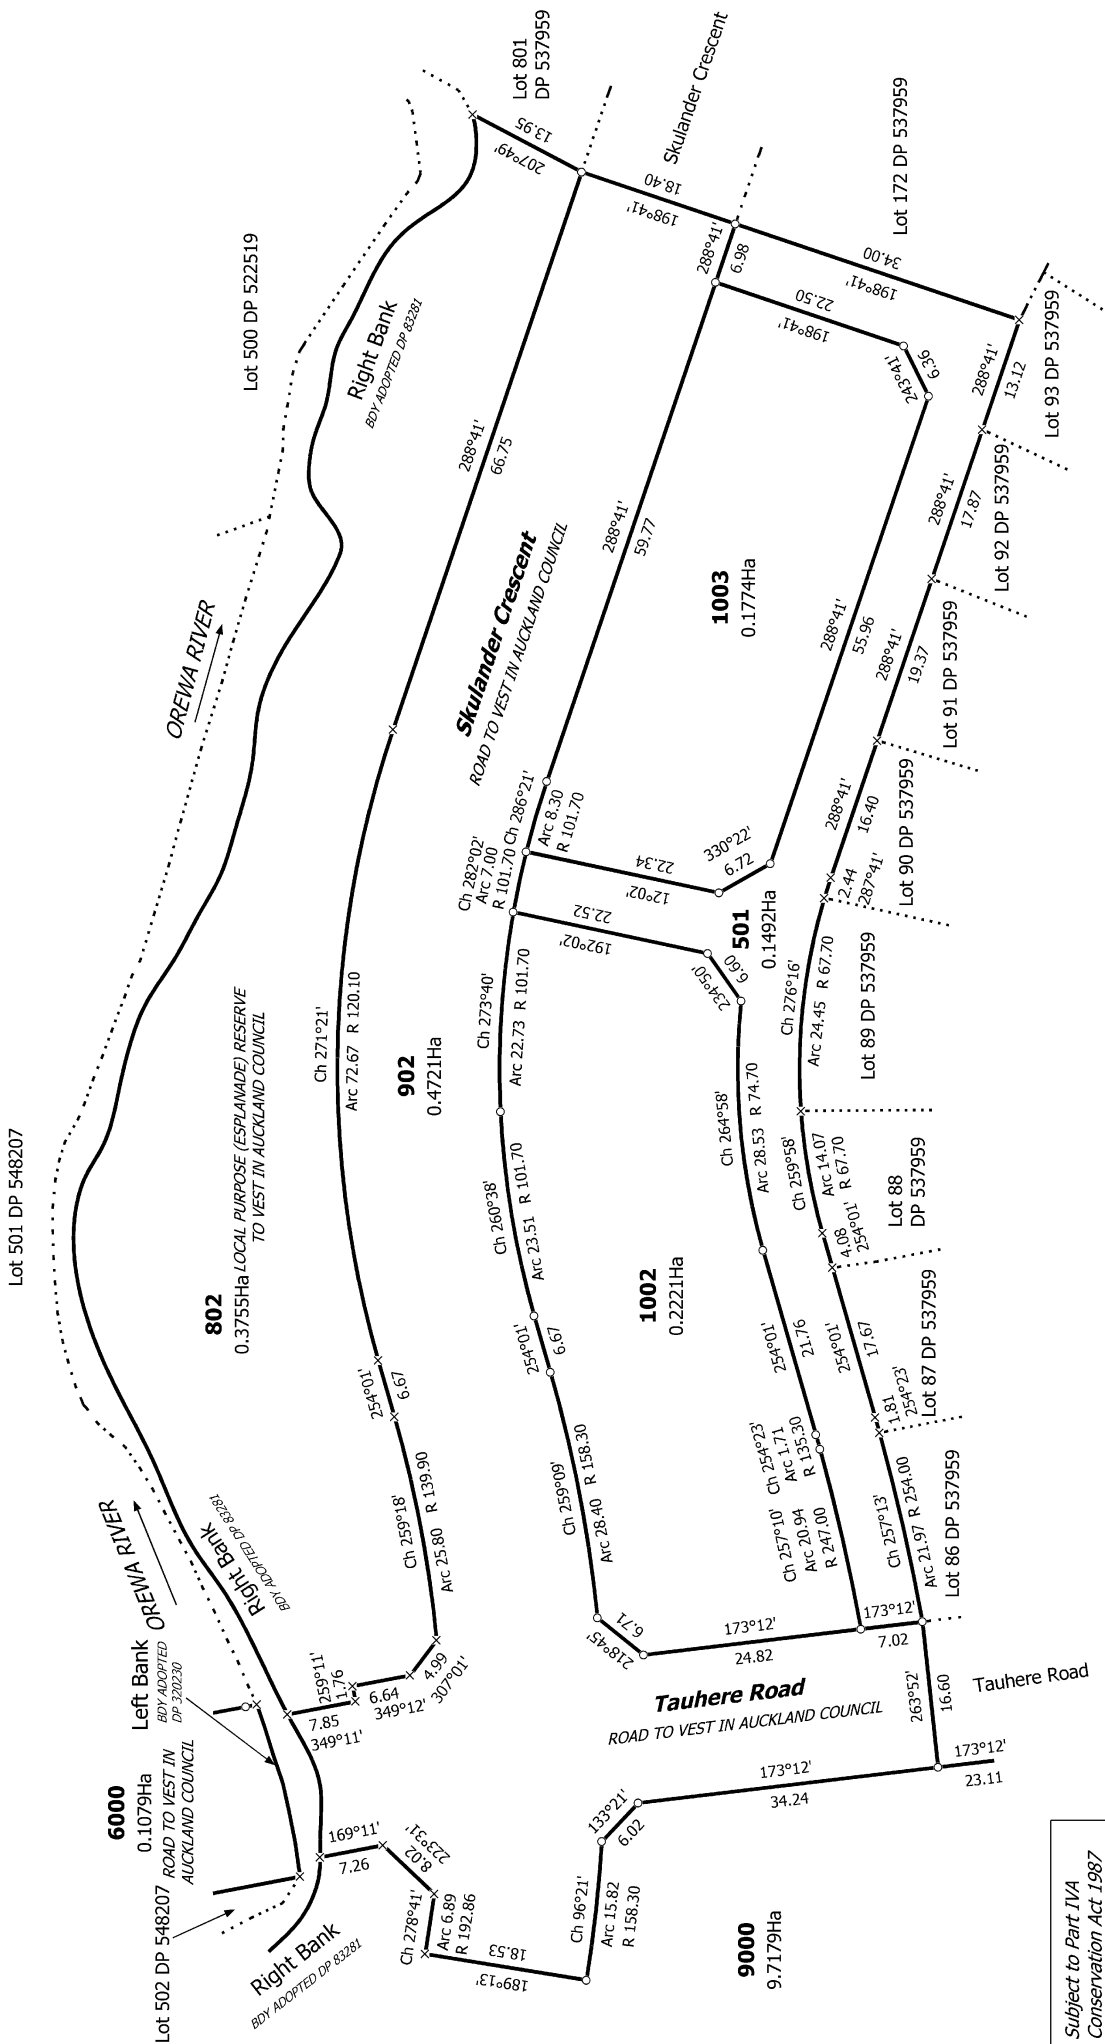 Lot 501 DP 548207
Lot 500 DP 522519
Lot 801
DP 537959
Skulander Crescent
Lot 172 DP 537959
OREWA RIVER
Right Bank
BDY ADOPTED DP 83281
13.95
207°49'
18.40
198°41'
288°41'
6.98
34.00
198°41'
22.50
198°41'
243°41'
6.36
288°41'
13.12
Lot 93 DP 537959
288°41'
66.75
Skulander Crescent
ROAD TO VEST IN AUCKLAND COUNCIL
288°41'
59.77
1003
0.1774Ha
288°41'
55.96
288°41'
17.87
Lot 92 DP 537959
288°41'
19.37
Lot 91 DP 537959
288°41'
16.40
Lot 90 DP 537959
2.44
287°41'
802
0.3755Ha
LOCAL PURPOSE (ESPLANADE) RESERVE
TO VEST IN AUCKLAND COUNCIL
Ch 271°21'
Arc 72.67 R 120.10
902
0.4721Ha
Ch 286°21'
Arc 8.30
R 101.70
Ch 282°02'
Arc 7.00
R 101.70
22.34
12°02'
330°22'
6.72
22.52
192°02'
501
0.1492Ha
234°50'
6.60
Ch 273°40'
Arc 22.73 R 101.70
Ch 276°16'
Arc 24.45 R 67.70
Lot 89 DP 537959
Ch 264°58'
Arc 28.53 R 74.70
Ch 259°58'
Arc 14.07
R 67.70
Lot 88
DP 537959
4.08
254°01'
Ch 260°38'
Arc 23.51 R 101.70
1002
0.2221Ha
254°01'
6.67
254°01'
6.67
254°01'
21.76
254°01'
17.67
Lot 87 DP 537959
1.81
254°23'
Ch 254°23'
Arc 1.71
R 135.30
Ch 259°18'
Arc 25.80 R 139.90
Ch 259°09'
Arc 28.40 R 158.30
Ch 257°10'
Arc 20.94
R 247.00
Ch 257°13'
Arc 21.97 R 254.00
Lot 86 DP 537959
OREWA RIVER
Right Bank
BDY ADOPTED DP 83281
Left Bank
BDY ADOPTED
DP 320230
6000
0.1079Ha
ROAD TO VEST IN
AUCKLAND COUNCIL
Lot 502 DP 548207
Right Bank
BDY ADOPTED DP 83281
259°11'
1.76
7.85
349°11'
6.64
349°12'
4.99
307°01'
218°45'
6.71
173°12'
24.82
173°12'
7.02
Tauhere Road
ROAD TO VEST IN AUCKLAND COUNCIL
263°52'
16.60
Tauhere Road
173°12'
34.24
173°12'
23.11
133°21'
6.02
169°11'
7.26
223°31'
8.02
Ch 278°41'
Arc 6.89
R 192.86
18.53
189°13'
Ch 96°21'
Arc 15.82
R 158.30
9000
9.7179Ha
Subject to Part IVA
Conservation Act 1987